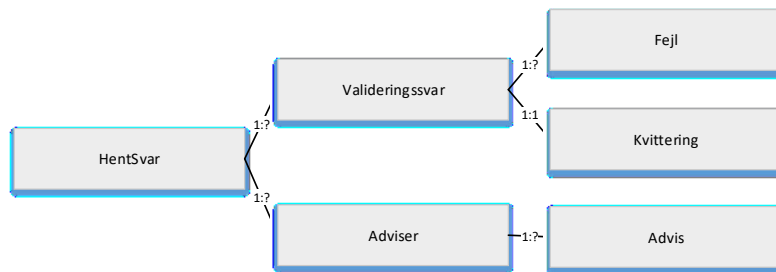 Fejl
Valideringssvar
1:?
1:1
1:?
Kvittering
HentSvar
1:?
Adviser
1:?
Advis